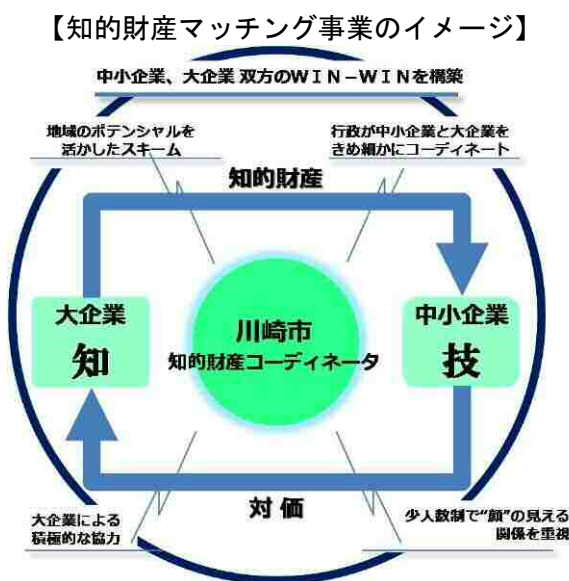 【知的財産マッチング事業のイメージ】
中小企業、大企業 双方のＷＩＮ－ＷＩＮを構築
地域のポテンシャルを
活かしたスキーム
行政が中小企業と大企業を
きめ細かにコーディネート
知的財産
大企業
知
川崎市
知的財産コーディネータ
中小企業
技
対価
大企業による
積極的な協力
少人数制で“顔”の見える
関係を重視